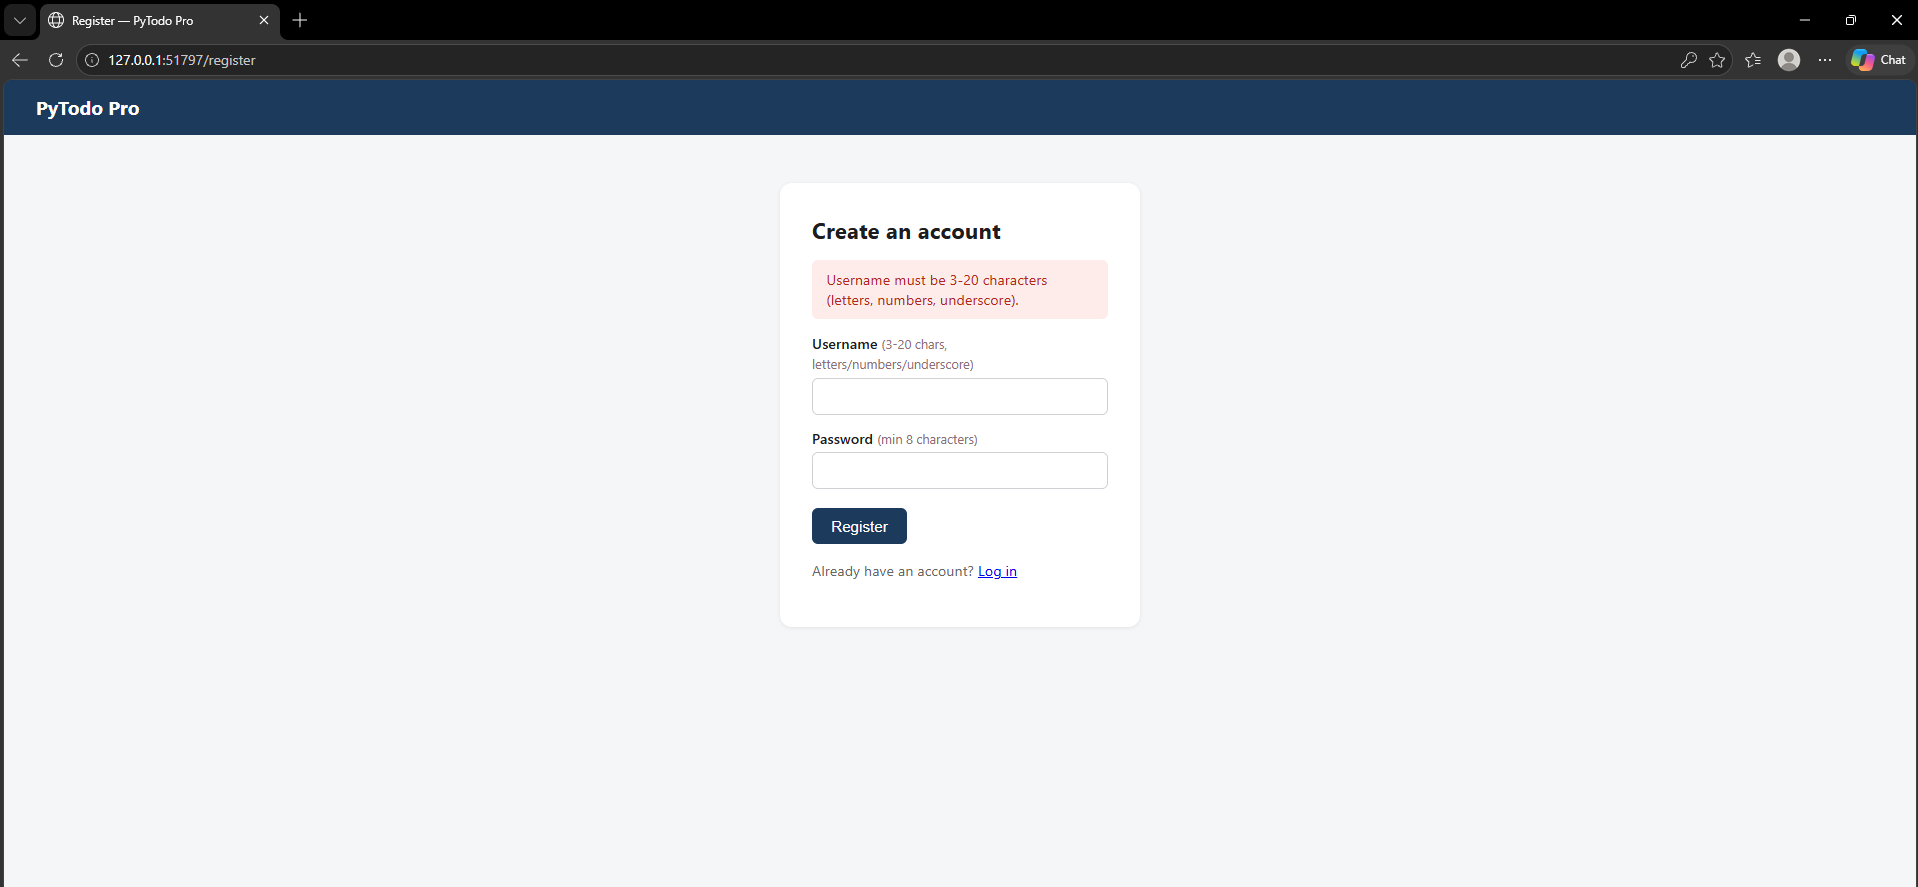 Register — PyTodo Pro
127.0.0.1:51797/register
Chat
PyTodo Pro
Create an account
Username must be 3-20 characters
(letters, numbers, underscore).
Username (3-20 chars,
letters/numbers/underscore)
Password (min 8 characters)
Register
Already have an account? Log in